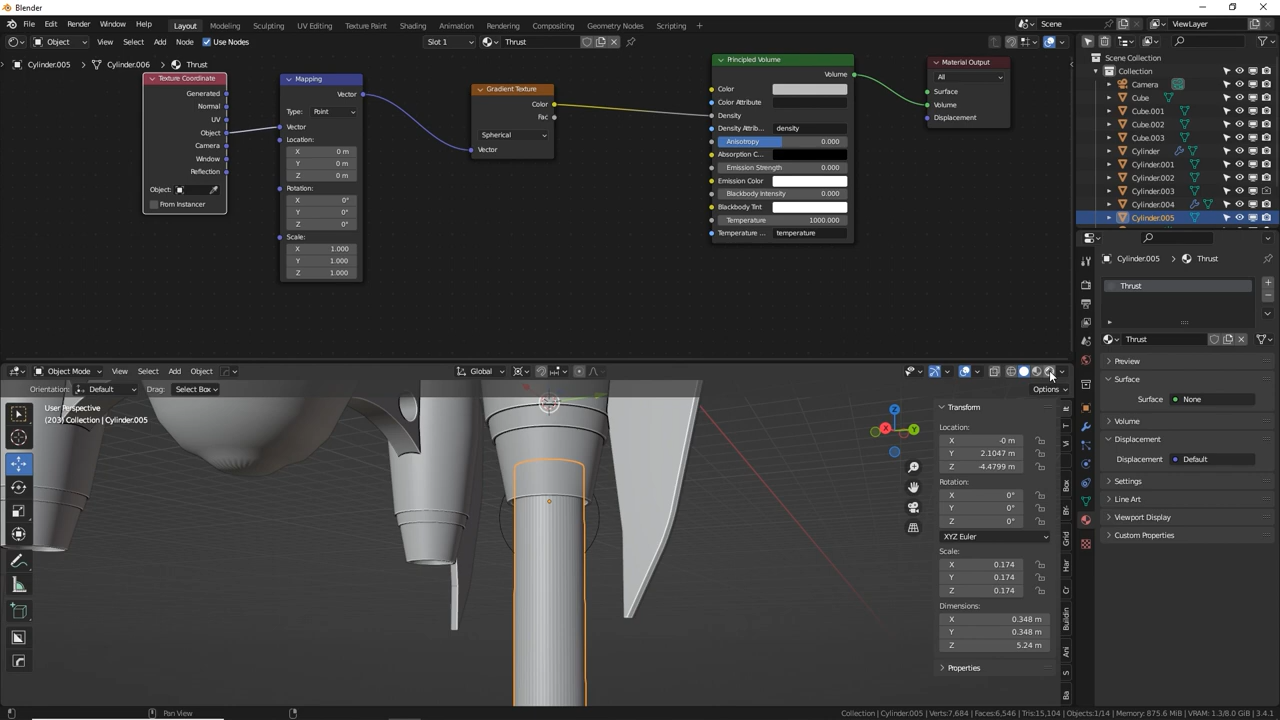 Blender
File Edit Render Window Help
Layout Modeling Sculpting UV Editing Texture Paint Shading Animation Rendering Compositing Geometry Nodes Scripting +
Scene
ViewLayer
Object View Select Add Node Use Nodes Slot 1 Thrust
Cylinder.005 > Cylinder.006 > Thrust
Texture Coordinate
Generated
Normal
UV
Object
Camera
Window
Reflection
Object:
From Instancer
Mapping
Vector
Type: Point
Vector
Location:
X 0 m
Y 0 m
Z 0 m
Rotation:
X 0°
Y 0°
Z 0°
Scale:
X 1.000
Y 1.000
Z 1.000
Gradient Texture
Color
Fac
Spherical
Vector
Principled Volume
Volume
Color
Color Attribute
Density
Density Attrib... density
Anisotropy 0.000
Absorption C...
Emission Strength 0.000
Emission Color
Blackbody Intensity 0.000
Blackbody Tint
Temperature 1000.000
Temperature ... temperature
Material Output
All
Surface
Volume
Displacement
Scene Collection
Collection
Camera
Cube
Cube.001
Cube.002
Cube.003
Cylinder
Cylinder.001
Cylinder.002
Cylinder.003
Cylinder.004
Cylinder.005
Cylinder.005 > Thrust
Thrust
Thrust
Preview
Surface
Surface None
Volume
Displacement
Displacement Default
Settings
Line Art
Viewport Display
Custom Properties
Object Mode View Select Add Object Global
Orientation: Default Drag: Select Box
Options
User Perspective
(203) Collection | Cylinder.005
Z
X
Y
Transform
Location:
X -0 m
Y 2.1047 m
Z -4.4799 m
Rotation:
X 0°
Y 0°
Z 0°
XYZ Euler
Scale:
X 0.174
Y 0.174
Z 0.174
Dimensions:
X 0.348 m
Y 0.348 m
Z 5.24 m
Properties
It
T
Vi
Box
BY-
Grid
Har
Cr
Buildin
Ani
S
Ba
Pan View
Collection | Cylinder.005 | Verts:7,684 | Faces:6,546 | Tris:15,104 | Objects:1/14 | Memory: 875.6 MiB | VRAM: 1.3/8.0 GiB | 3.4.1